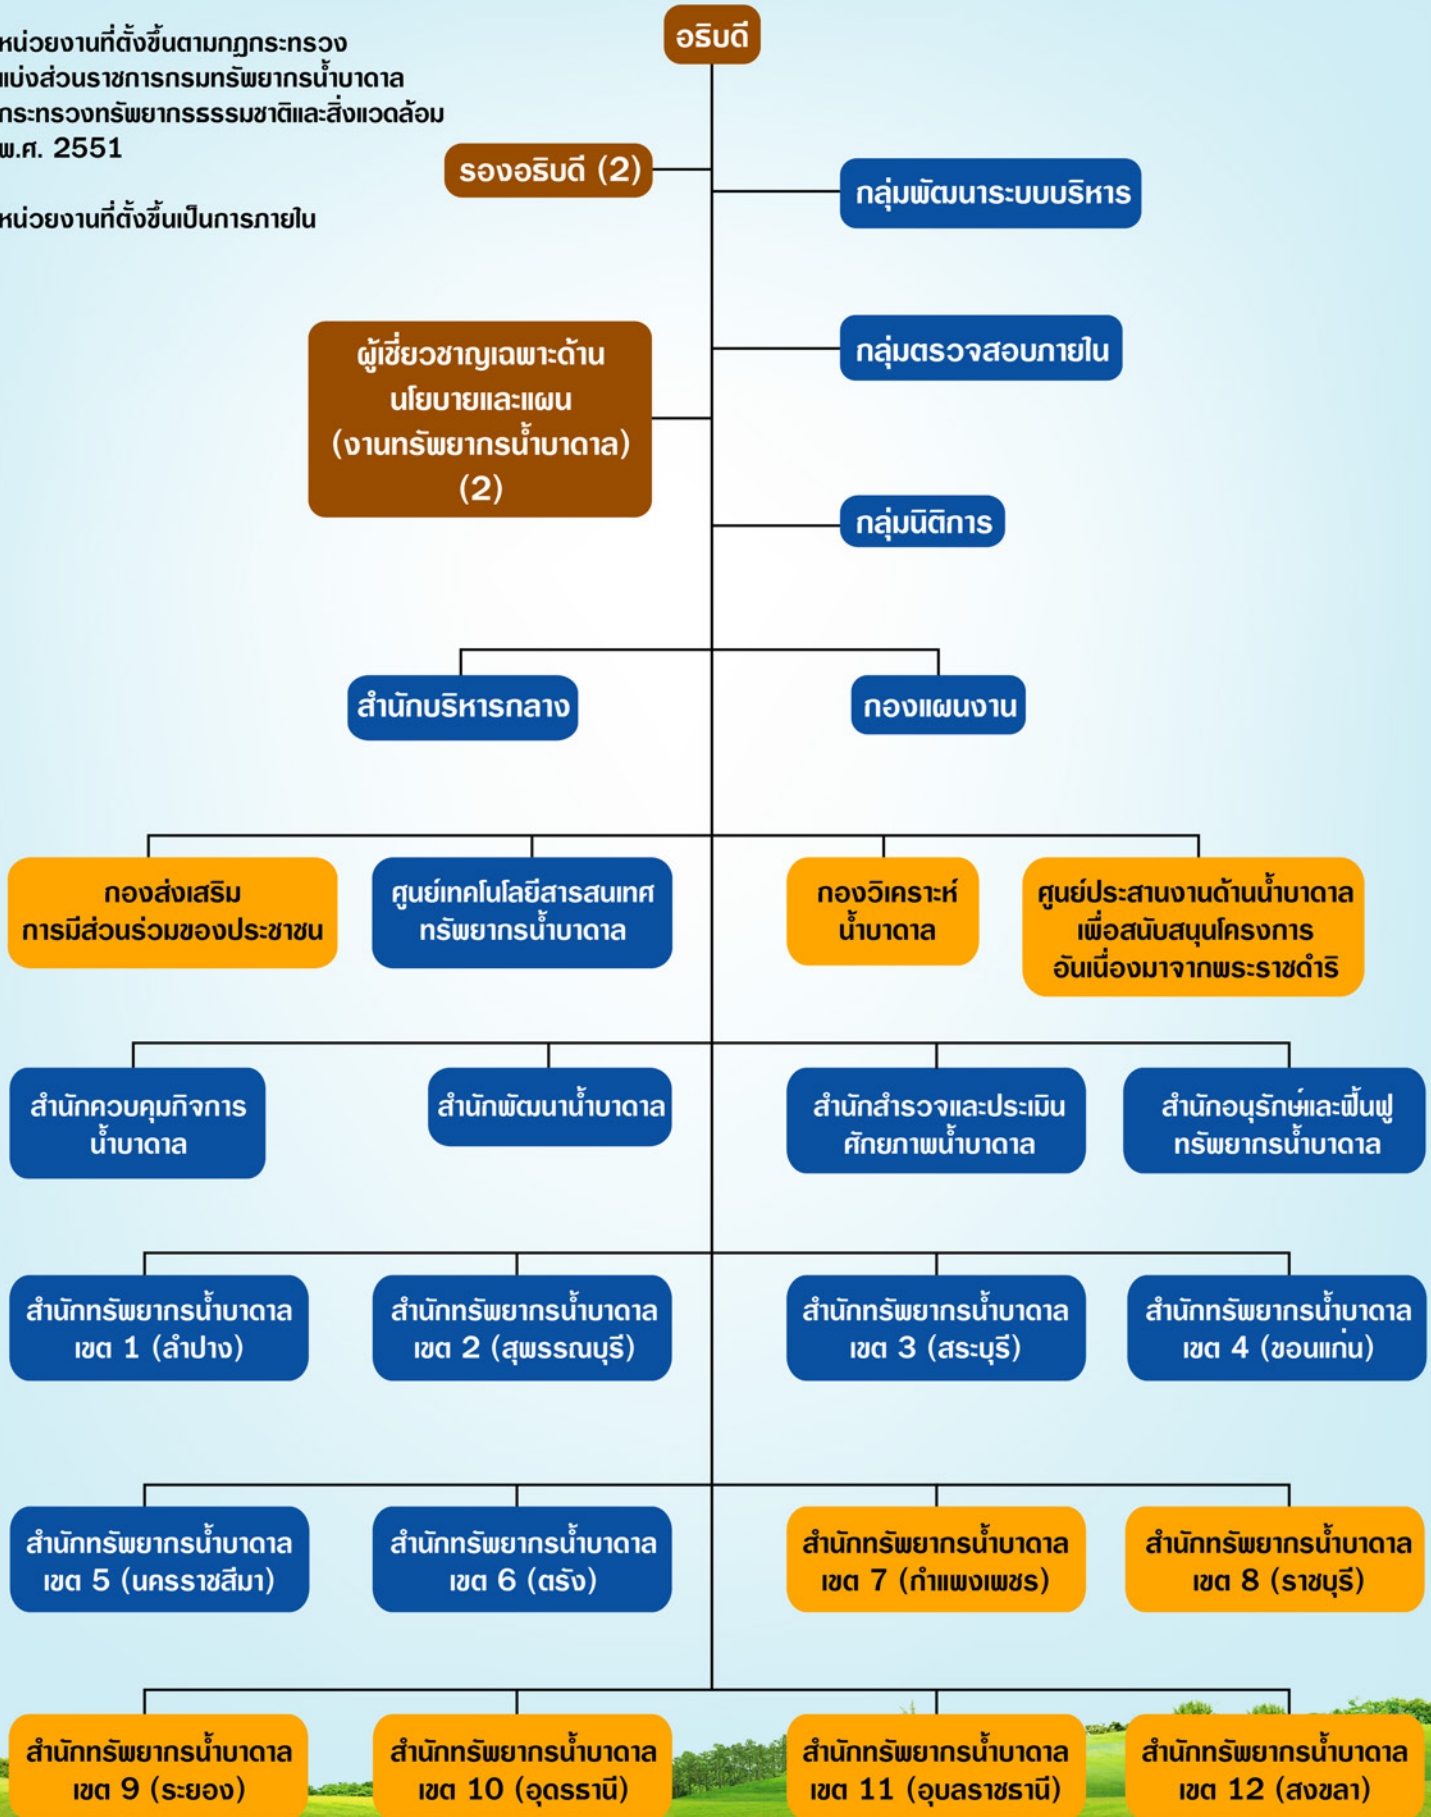 อธิบดี
หน่วยงานที่ตั้งขึ้นตามกฎกระทรวง
แบ่งส่วนราชการกรมทรัพยากรน้ำบาดาล
กระทรวงทรัพยากรธรรมชาติและสิ่งแวดล้อม
พ.ศ. 2551
หน่วยงานที่ตั้งขึ้นเป็นการภายใน
รองอธิบดี (2)
กลุ่มพัฒนาระบบบริหาร
ผู้เชี่ยวชาญเฉพาะด้าน
นโยบายและแผน
(งานทรัพยากรน้ำบาดาล)
(2)
กลุ่มตรวจสอบภายใน
กลุ่มนิติการ
สำนักบริหารกลาง
กองแผนงาน
กองส่งเสริม
การมีส่วนร่วมของประชาชน
ศูนย์เทคโนโลยีสารสนเทศ
ทรัพยากรน้ำบาดาล
กองวิเคราะห์
น้ำบาดาล
ศูนย์ประสานงานด้านน้ำบาดาล
เพื่อสนับสนุนโครงการ
อันเนื่องมาจากพระราชดำริ
สำนักควบคุมกิจการ
น้ำบาดาล
สำนักพัฒนาน้ำบาดาล
สำนักสำรวจและประเมิน
ศักยภาพน้ำบาดาล
สำนักอนุรักษ์และฟื้นฟู
ทรัพยากรน้ำบาดาล
สำนักทรัพยากรน้ำบาดาล
เขต 1 (ลำปาง)
สำนักทรัพยากรน้ำบาดาล
เขต 2 (สุพรรณบุรี)
สำนักทรัพยากรน้ำบาดาล
เขต 3 (สระบุรี)
สำนักทรัพยากรน้ำบาดาล
เขต 4 (ขอนแก่น)
สำนักทรัพยากรน้ำบาดาล
เขต 5 (นครราชสีมา)
สำนักทรัพยากรน้ำบาดาล
เขต 6 (ตรัง)
สำนักทรัพยากรน้ำบาดาล
เขต 7 (กำแพงเพชร)
สำนักทรัพยากรน้ำบาดาล
เขต 8 (ราชบุรี)
สำนักทรัพยากรน้ำบาดาล
เขต 9 (ระยอง)
สำนักทรัพยากรน้ำบาดาล
เขต 10 (อุดรธานี)
สำนักทรัพยากรน้ำบาดาล
เขต 11 (อุบลราชธานี)
สำนักทรัพยากรน้ำบาดาล
เขต 12 (สงขลา)